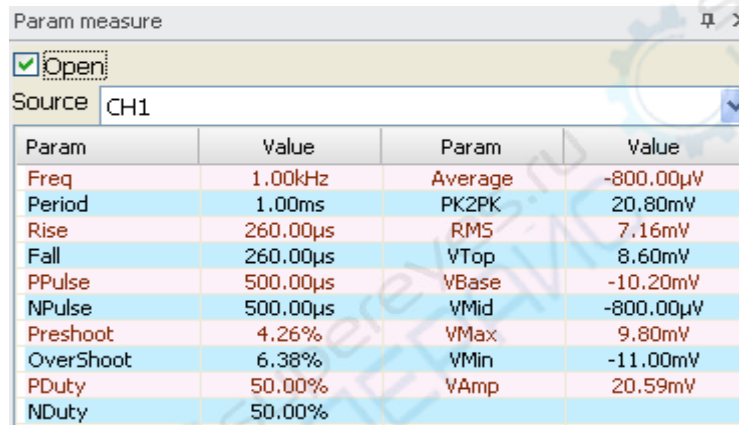 Param measure
Open
Source CH1
Param Value Param Value
Freq 1.00kHz Average -800.00µV
Period 1.00ms PK2PK 20.80mV
Rise 260.00µs RMS 7.16mV
Fall 260.00µs VTop 8.60mV
PPulse 500.00µs VBase -10.20mV
NPulse 500.00µs VMid -800.00µV
Preshoot 4.26% VMax 9.80mV
OverShoot 6.38% VMin -11.00mV
PDuty 50.00% VAmp 20.59mV
NDuty 50.00%